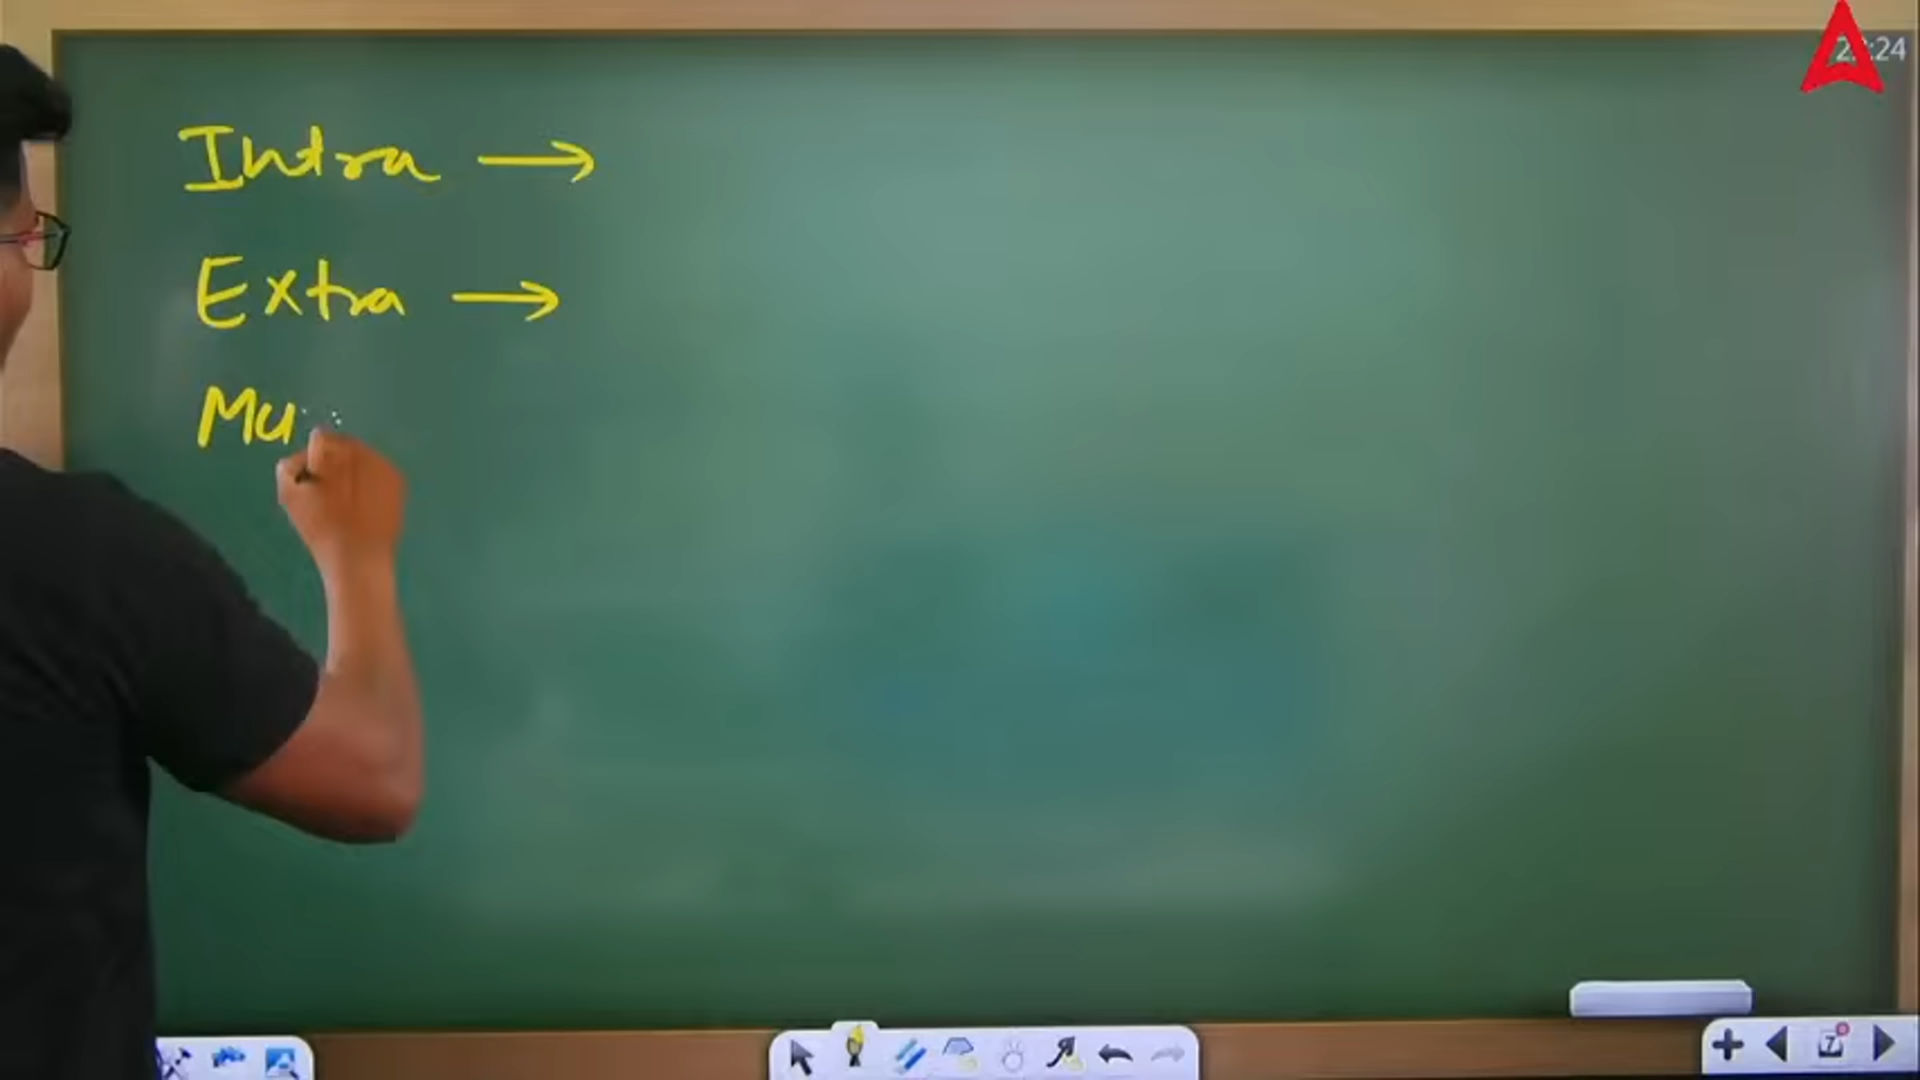 Intra →
Extra →
Mu